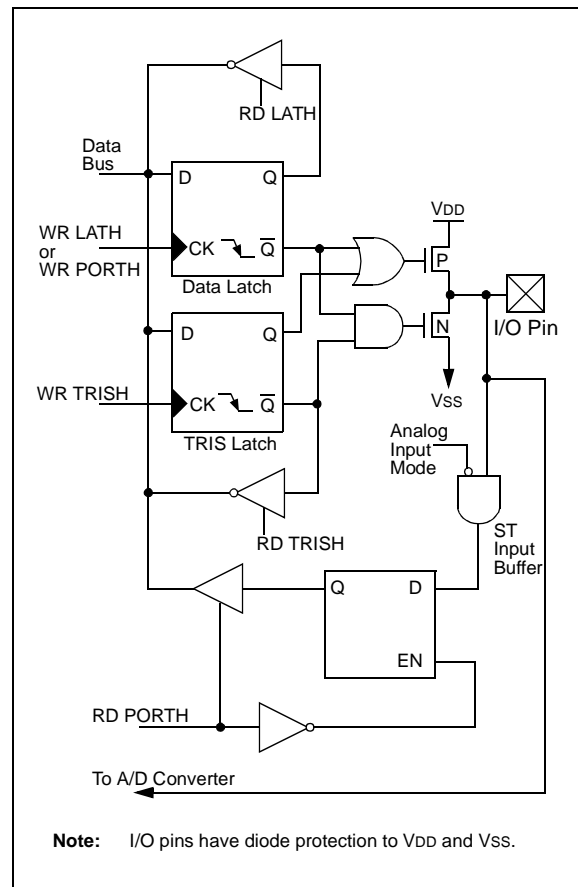 RD LATH
Data
Bus
D
Q
WR LATH
or
WR PORTH
CK
Q̅
Data Latch
VDD
P
I/O Pin
N
VSS
D
Q
WR TRISH
CK
Q̅
TRIS Latch
Analog
Input
Mode
ST
Input
Buffer
RD TRISH
Q
D
EN
RD PORTH
To A/D Converter
Note: I/O pins have diode protection to VDD and VSS.